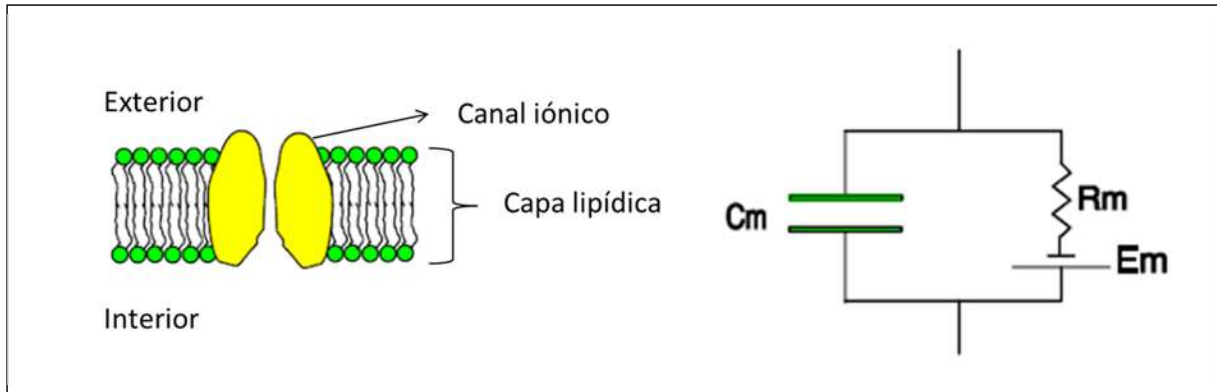 Exterior
Canal iónico
Capa lipídica
Interior
Cm
Rm
Em